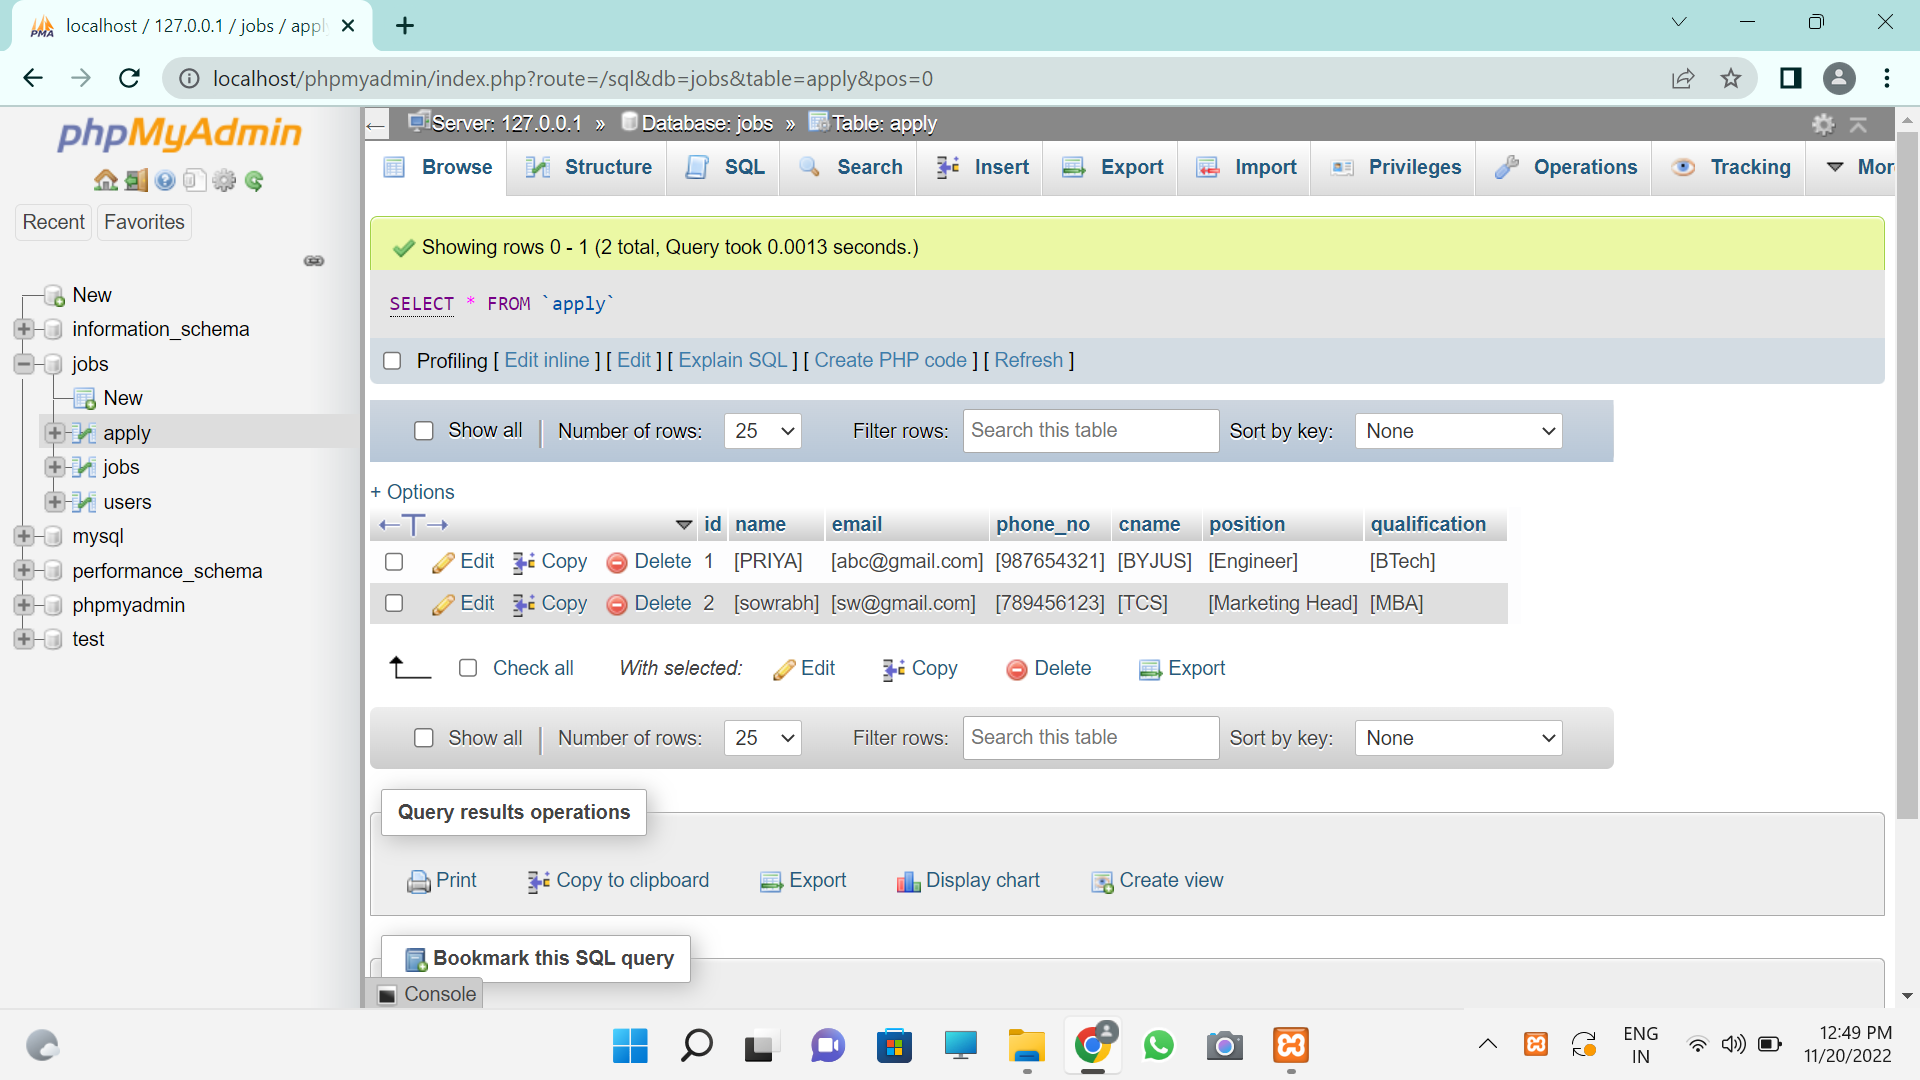 localhost / 127.0.0.1 / jobs / appl
localhost/phpmyadmin/index.php?route=/sql&db=jobs&table=apply&pos=0
phpMyAdmin
Recent Favorites
New
information_schema
jobs
New
apply
jobs
users
mysql
performance_schema
phpmyadmin
test
Server: 127.0.0.1 » Database: jobs » Table: apply
Browse Structure SQL Search Insert Export Import Privileges Operations Tracking Mor
Showing rows 0 - 1 (2 total, Query took 0.0013 seconds.)
SELECT * FROM `apply`
Profiling [ Edit inline ] [ Edit ] [ Explain SQL ] [ Create PHP code ] [ Refresh ]
Show all | Number of rows: 25 Filter rows: Search this table Sort by key: None
+ Options
←T→ id name email phone_no cname position qualification
Edit Copy Delete 1 [PRIYA] [abc@gmail.com] [987654321] [BYJUS] [Engineer] [BTech]
Edit Copy Delete 2 [sowrabh] [sw@gmail.com] [789456123] [TCS] [Marketing Head] [MBA]
Check all With selected: Edit Copy Delete Export
Show all | Number of rows: 25 Filter rows: Search this table Sort by key: None
Query results operations
Print Copy to clipboard Export Display chart Create view
Bookmark this SQL query
Console
ENG
IN
12:49 PM
11/20/2022